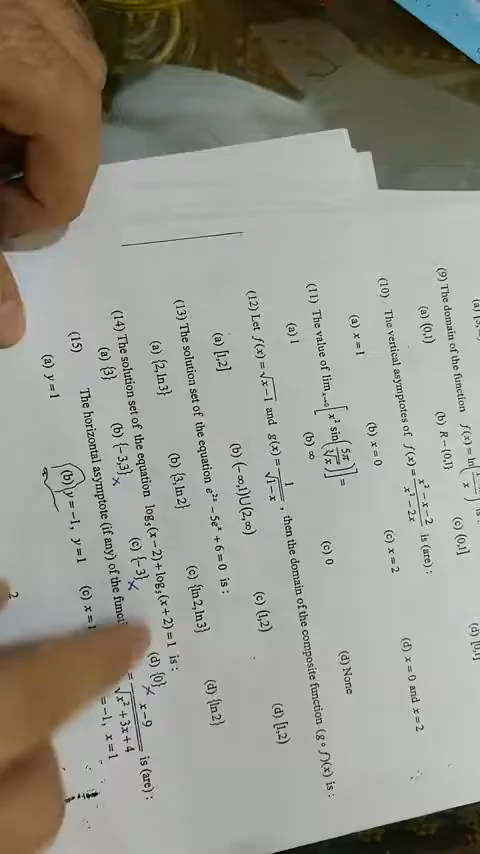 (9) The domain of the function f(x) = ln(
(a) (0,1) (b) R − (0,1) (c) (0,1] (d) [0,1]
(10) The vertical asymptotes of f(x) = (x² − x − 2)/(x² − 2x) is (are) :
(a) x = 1 (b) x = 0 (c) x = 2 (d) x = 0 and x = 2
(11) The value of lim x→0 [x² sin(5π/∛x)] =
(a) 1 (b) ∞ (c) 0 (d) None
(12) Let f(x) = √(x − 1) and g(x) = 1/√(1 − x), then the domain of the composite function (g ∘ f)(x) is :
(a) [1,2] (b) (−∞,1)∪(2,∞) (c) (1,2) (d) [1,2)
(13) The solution set of the equation e²ˣ − 5eˣ + 6 = 0 is :
(a) {2,ln3} (b) {3,ln2} (c) {ln2,ln3} (d) {ln2}
(14) The solution set of the equation log₅(x − 2) + log₅(x + 2) = 1 is :
(a) {3} (b) {−3,3} x (c) {−3} x (d) {0} x
(15) The horizontal asymptote (if any) of the = (x − 9)/√(x² + 3x + 4) is (are) :
(a) y = 1 (b) y = −1, y = 1 (c) x = 1 = −1, x = 1
2